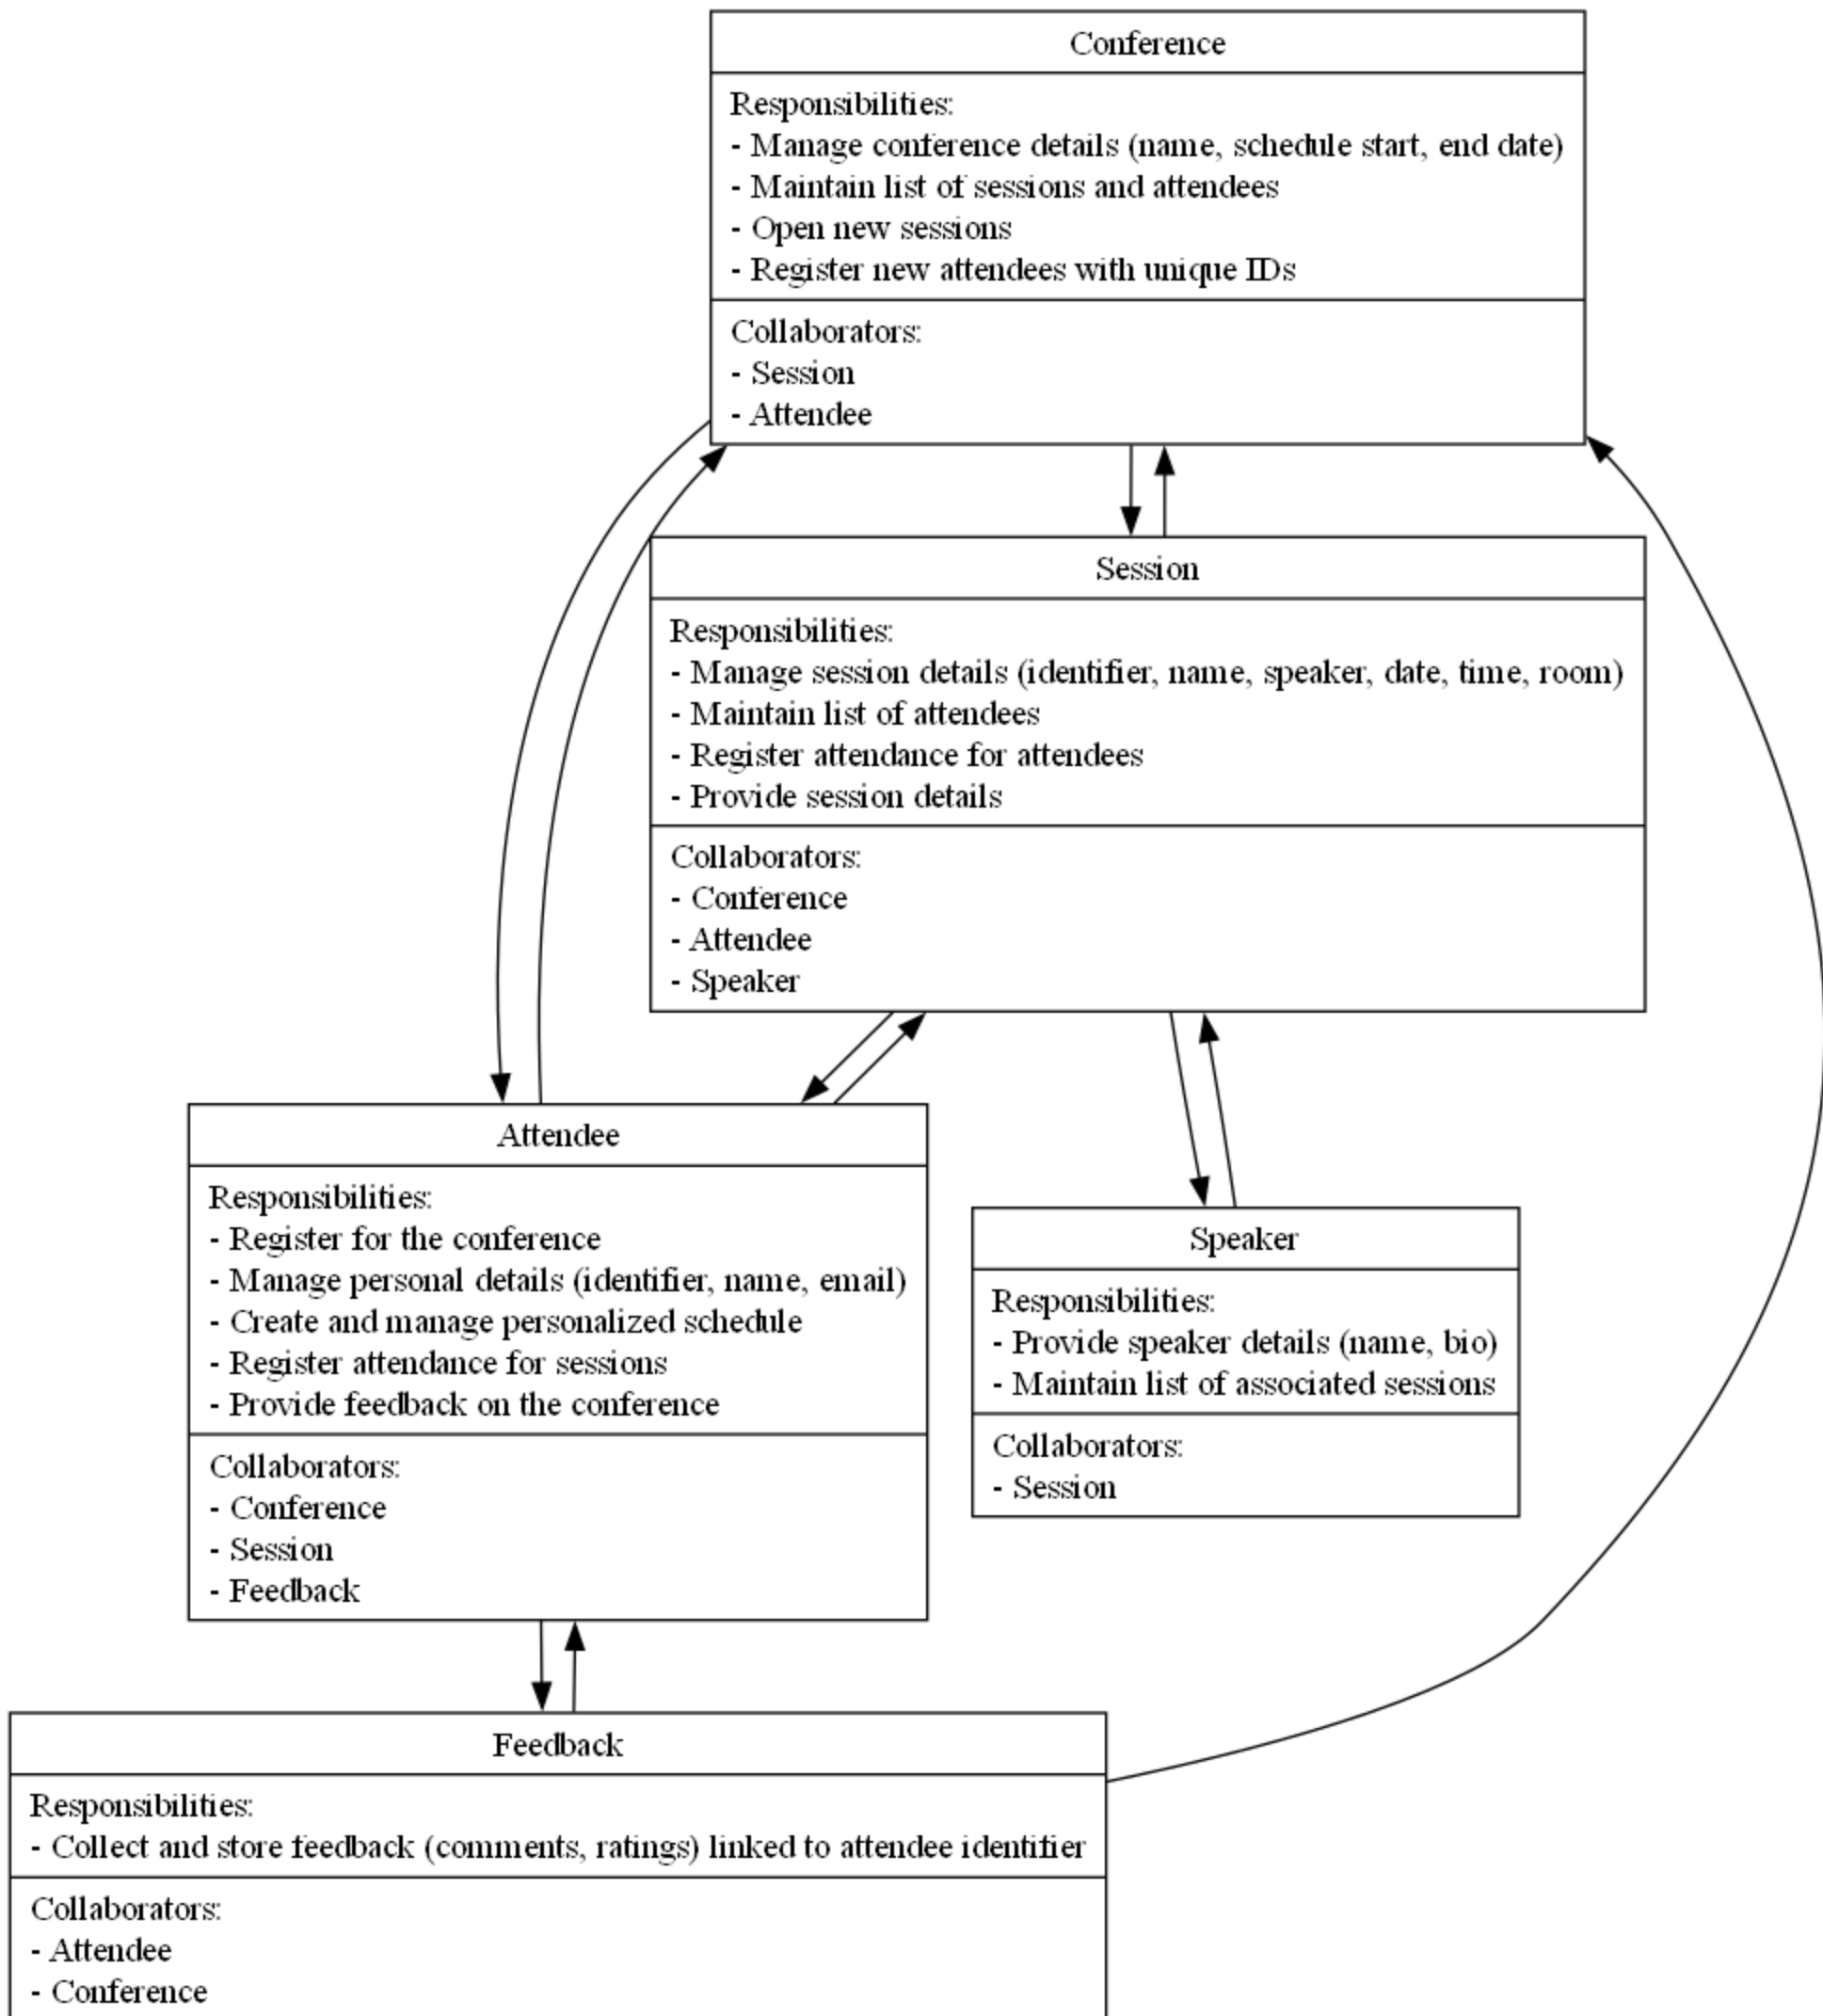 Conference
Responsibilities:
- Manage conference details (name, schedule start, end date)
- Maintain list of sessions and attendees
- Open new sessions
- Register new attendees with unique IDs
Collaborators:
- Session
- Attendee
Session
Responsibilities:
- Manage session details (identifier, name, speaker, date, time, room)
- Maintain list of attendees
- Register attendance for attendees
- Provide session details
Collaborators:
- Conference
- Attendee
- Speaker
Attendee
Responsibilities:
- Register for the conference
- Manage personal details (identifier, name, email)
- Create and manage personalized schedule
- Register attendance for sessions
- Provide feedback on the conference
Collaborators:
- Conference
- Session
- Feedback
Speaker
Responsibilities:
- Provide speaker details (name, bio)
- Maintain list of associated sessions
Collaborators:
- Session
Feedback
Responsibilities:
- Collect and store feedback (comments, ratings) linked to attendee identifier
Collaborators:
- Attendee
- Conference